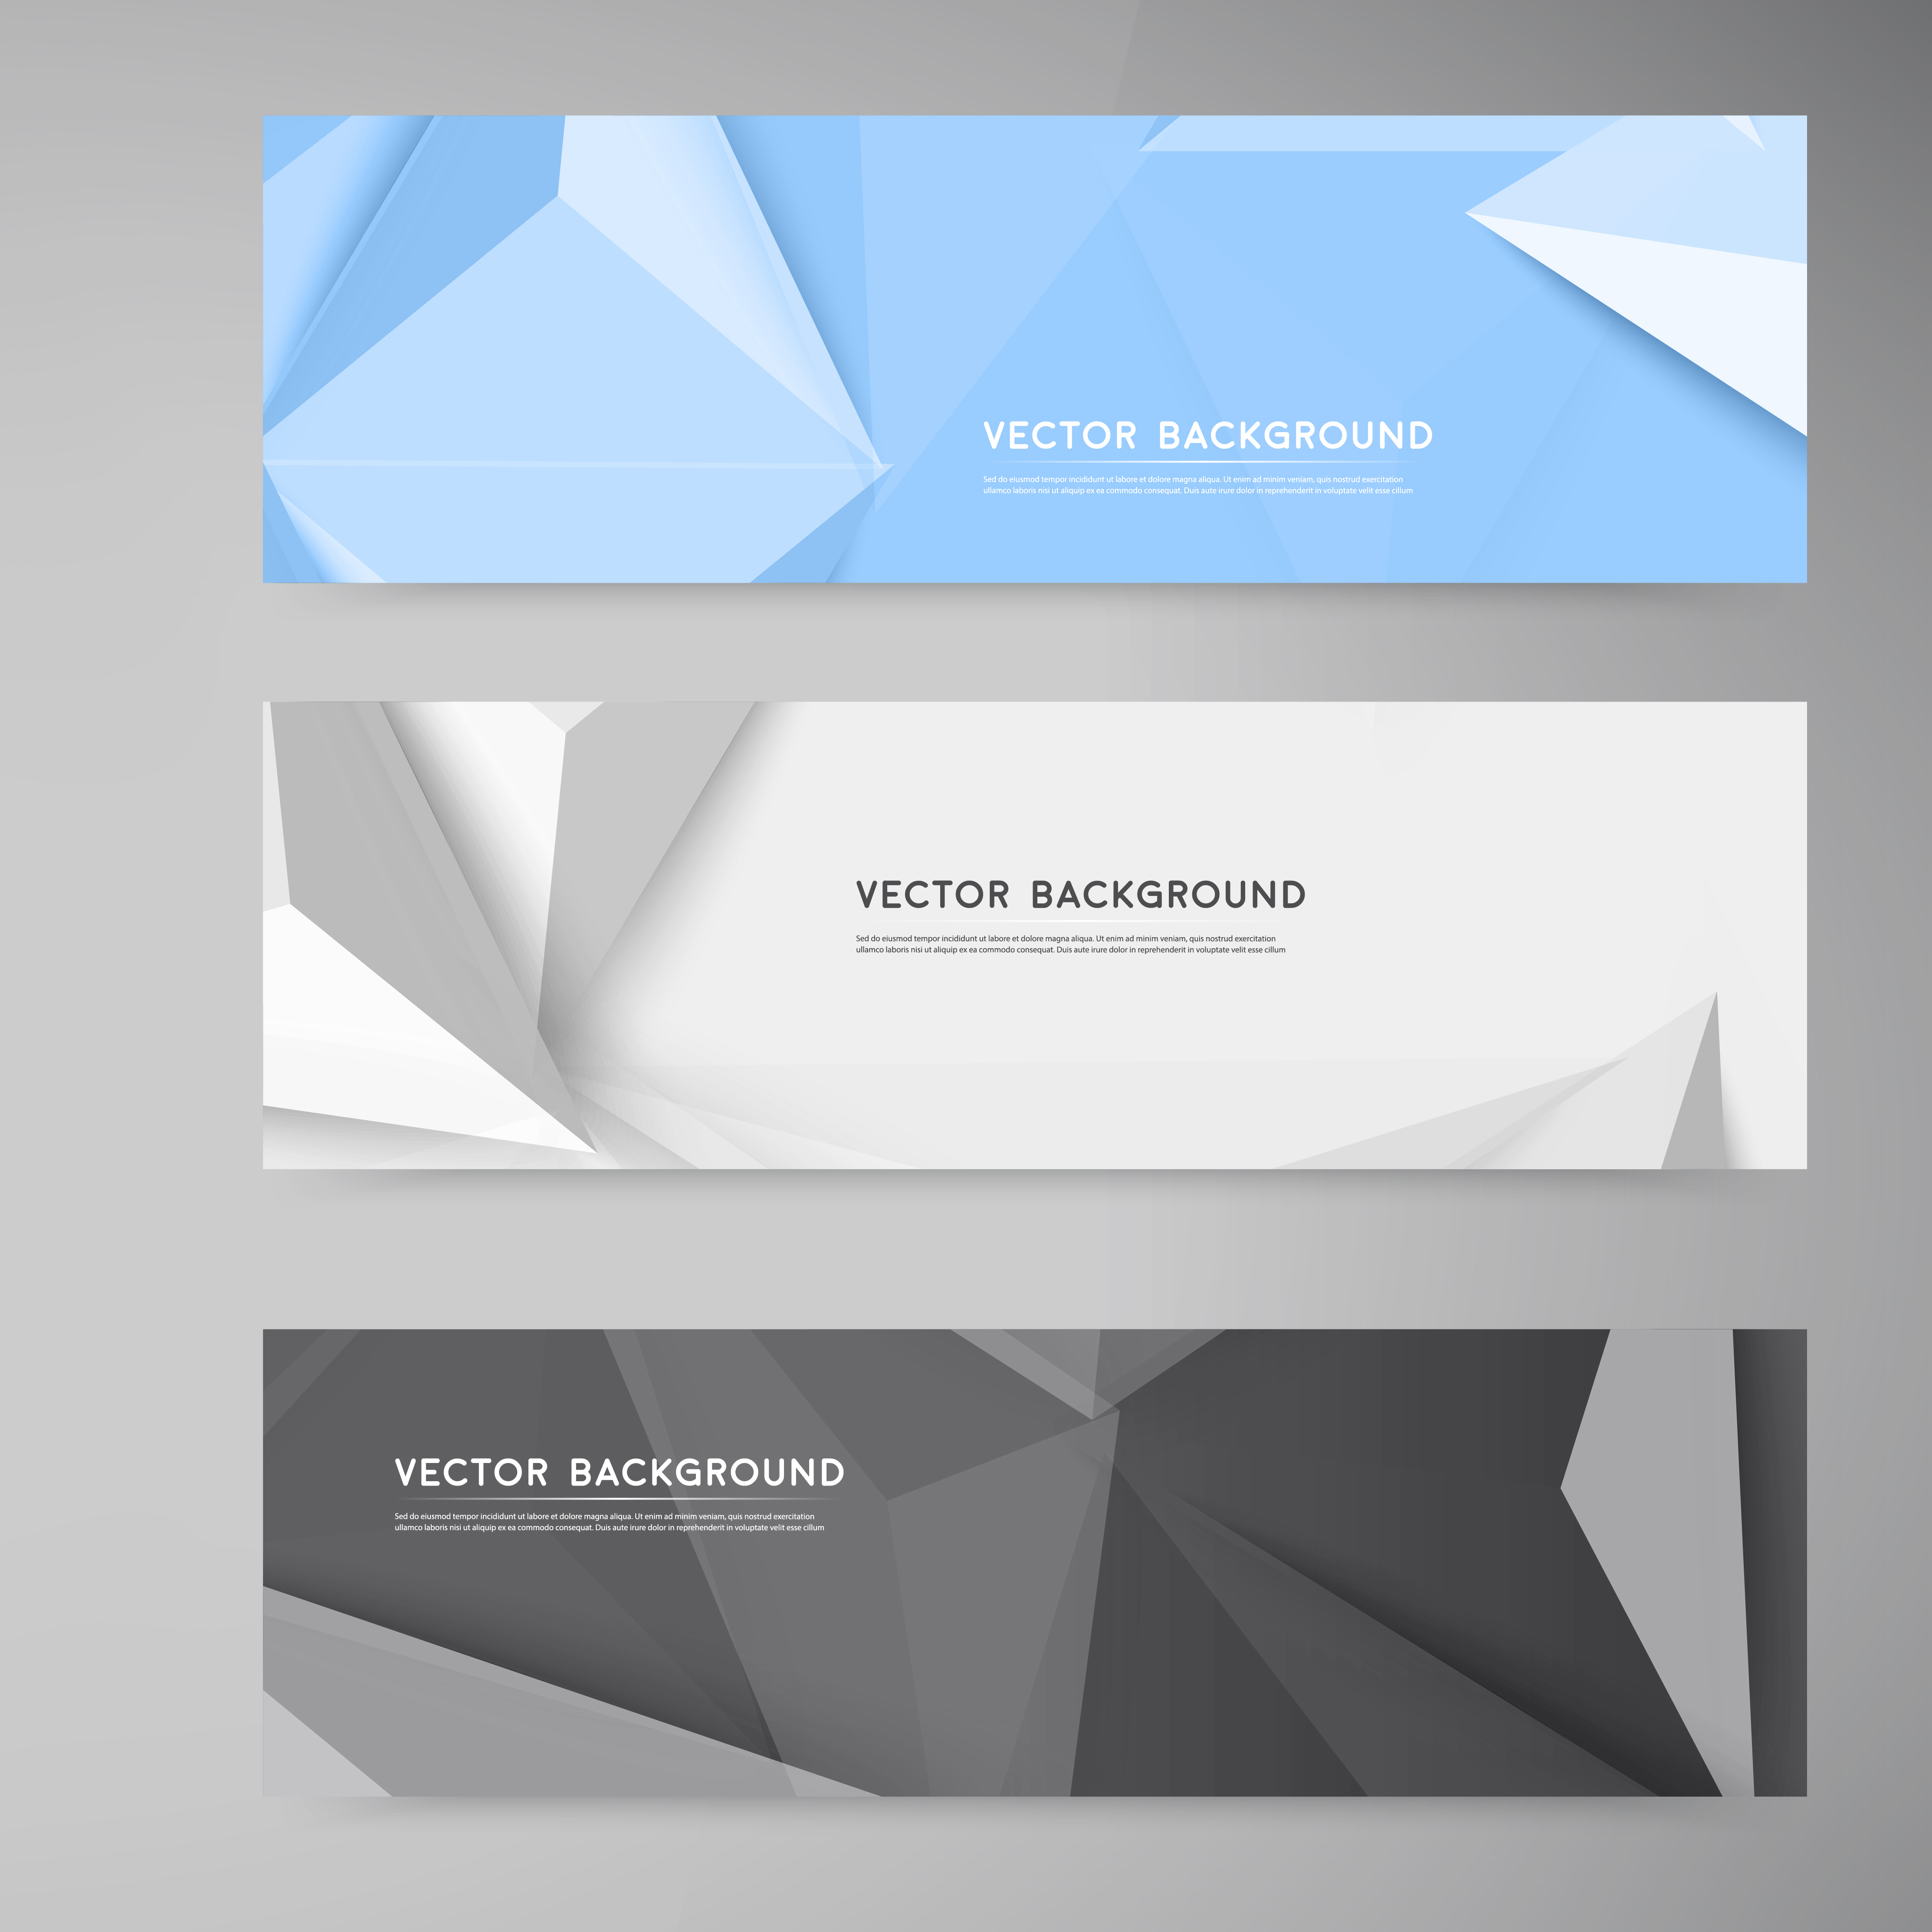 VECTOR BACKGROUND
Sed do eiusmod tempor incididunt ut labore et dolore magna aliqua. Ut enim ad minim veniam, quis nostrud exercitation
ullamco laboris nisi ut aliquip ex ea commodo consequat. Duis aute irure dolor in reprehenderit in voluptate velit esse cillum
VECTOR BACKGROUND
Sed do eiusmod tempor incididunt ut labore et dolore magna aliqua. Ut enim ad minim veniam, quis nostrud exercitation
ullamco laboris nisi ut aliquip ex ea commodo consequat. Duis aute irure dolor in reprehenderit in voluptate velit esse cillum
VECTOR BACKGROUND
Sed do eiusmod tempor incididunt ut labore et dolore magna aliqua. Ut enim ad minim veniam, quis nostrud exercitation
ullamco laboris nisi ut aliquip ex ea commodo consequat. Duis aute irure dolor in reprehenderit in voluptate velit esse cillum